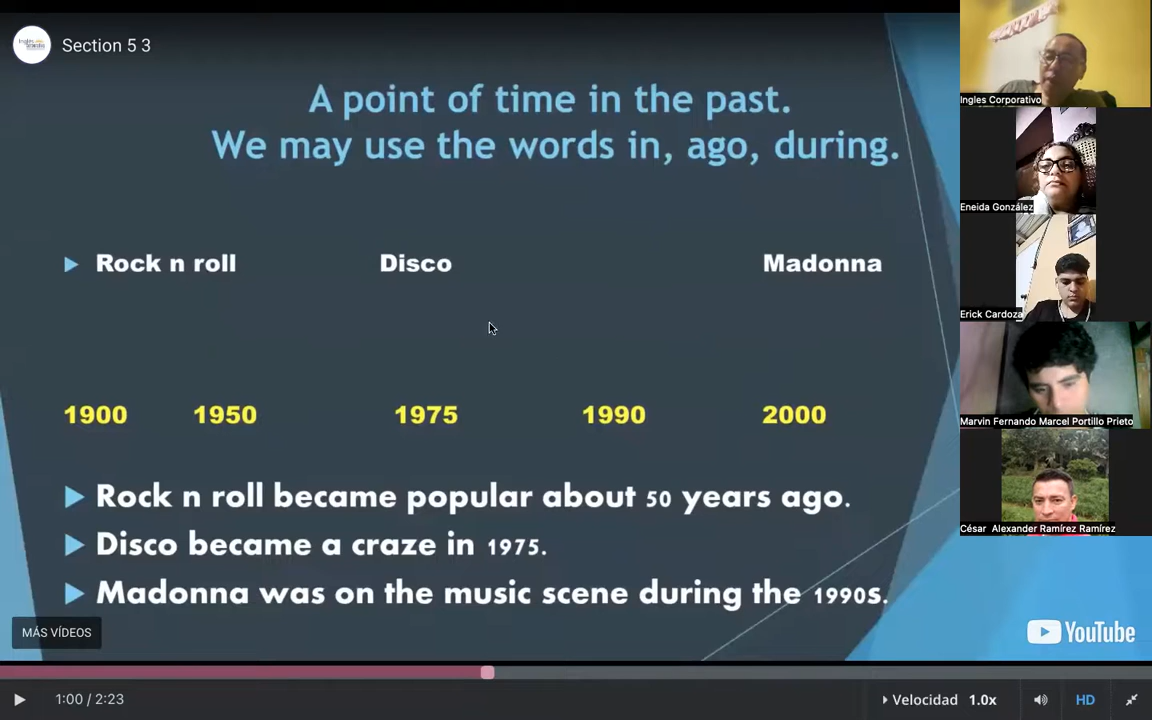 Section 5 3
A point of time in the past.
We may use the words in, ago, during.
Rock n roll Disco Madonna
1900 1950 1975 1990 2000
Rock n roll became popular about 50 years ago.
Disco became a craze in 1975.
Madonna was on the music scene during the 1990s.
MÁS VÍDEOS
YouTube
1:00 / 2:23
Velocidad 1.0x
HD
Ingles Corporativo
Eneida González
Erick Cardoza
Marvin Fernando Marcel Portillo Prieto
César Alexander Ramírez Ramírez